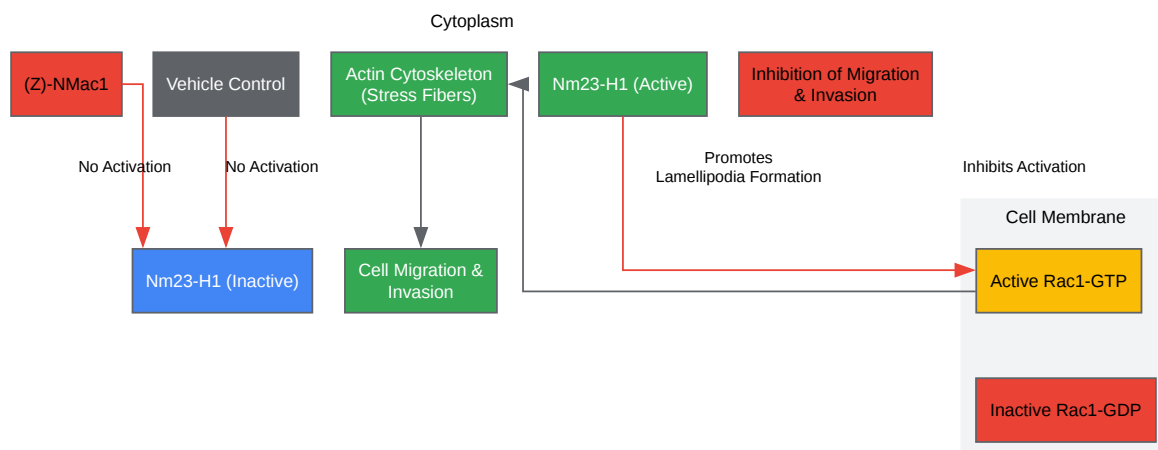 Cytoplasm
(Z)-NMac1
Vehicle Control
Actin Cytoskeleton
(Stress Fibers)
Nm23-H1 (Active)
Inhibition of Migration
& Invasion
No Activation
No Activation
Promotes
Lamellipodia Formation
Inhibits Activation
Cell Membrane
Nm23-H1 (Inactive)
Cell Migration &
Invasion
Active Rac1-GTP
Inactive Rac1-GDP